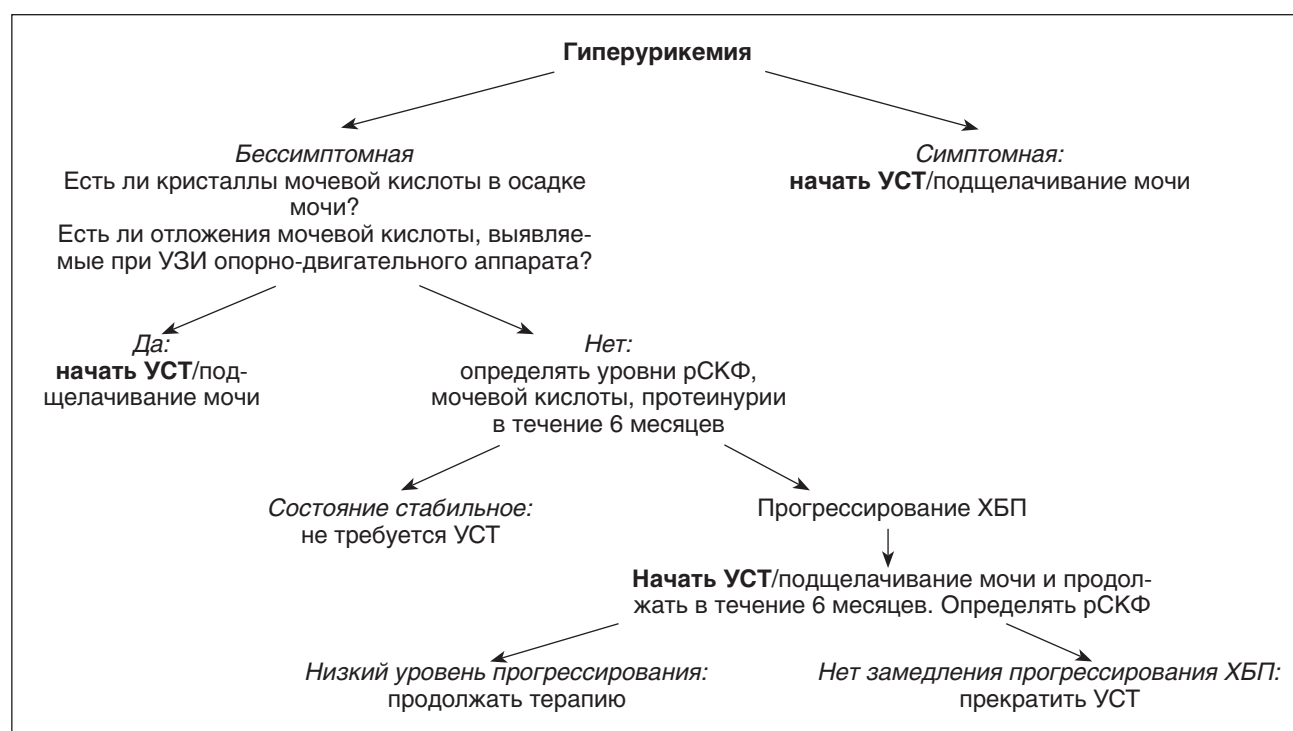 Гиперурикемия
Бессимптомная
Есть ли кристаллы мочевой кислоты в осадке
мочи?
Есть ли отложения мочевой кислоты, выявляе-
мые при УЗИ опорно-двигательного аппарата?
Симптомная:
начать УСТ/подщелачивание мочи
Да:
начать УСТ/под-
щелачивание мочи
Нет:
определять уровни рСКФ,
мочевой кислоты, протеинурии
в течение 6 месяцев
Состояние стабильное:
не требуется УСТ
Прогрессирование ХБП
Начать УСТ/подщелачивание мочи и продол-
жать в течение 6 месяцев. Определять рСКФ
Низкий уровень прогрессирования:
продолжать терапию
Нет замедления прогрессирования ХБП:
прекратить УСТ